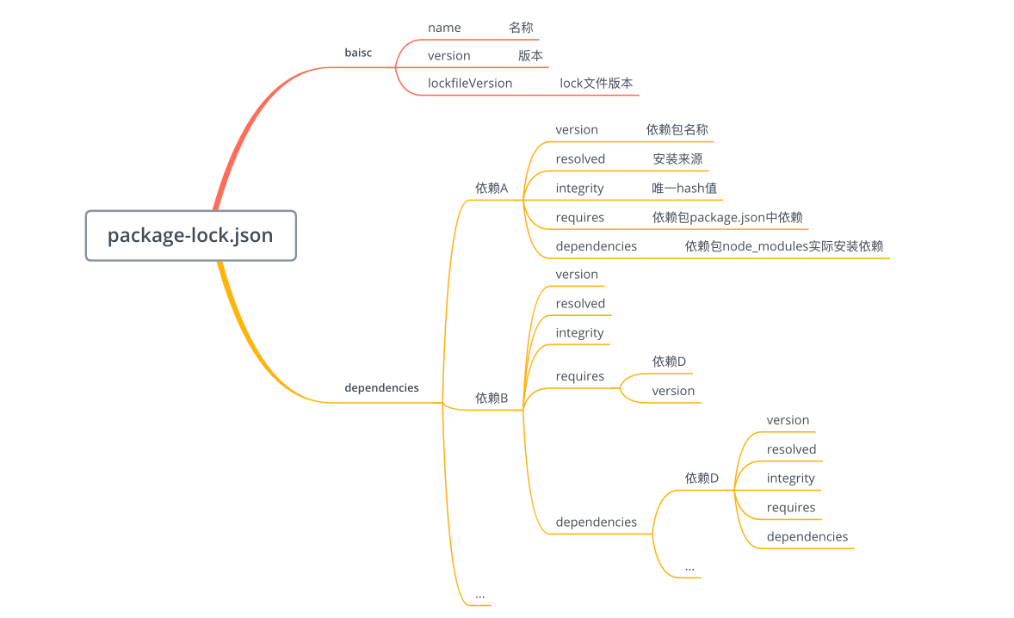 package-lock.json
baisc
name 名称
version 版本
lockfileVersion lock文件版本
dependencies
依赖A
version 依赖包名称
resolved 安装来源
integrity 唯一hash值
requires 依赖包package.json中依赖
dependencies 依赖包node_modules实际安装依赖
依赖B
version
resolved
integrity
requires
依赖D
version
dependencies
依赖D
version
resolved
integrity
requires
dependencies
...
...